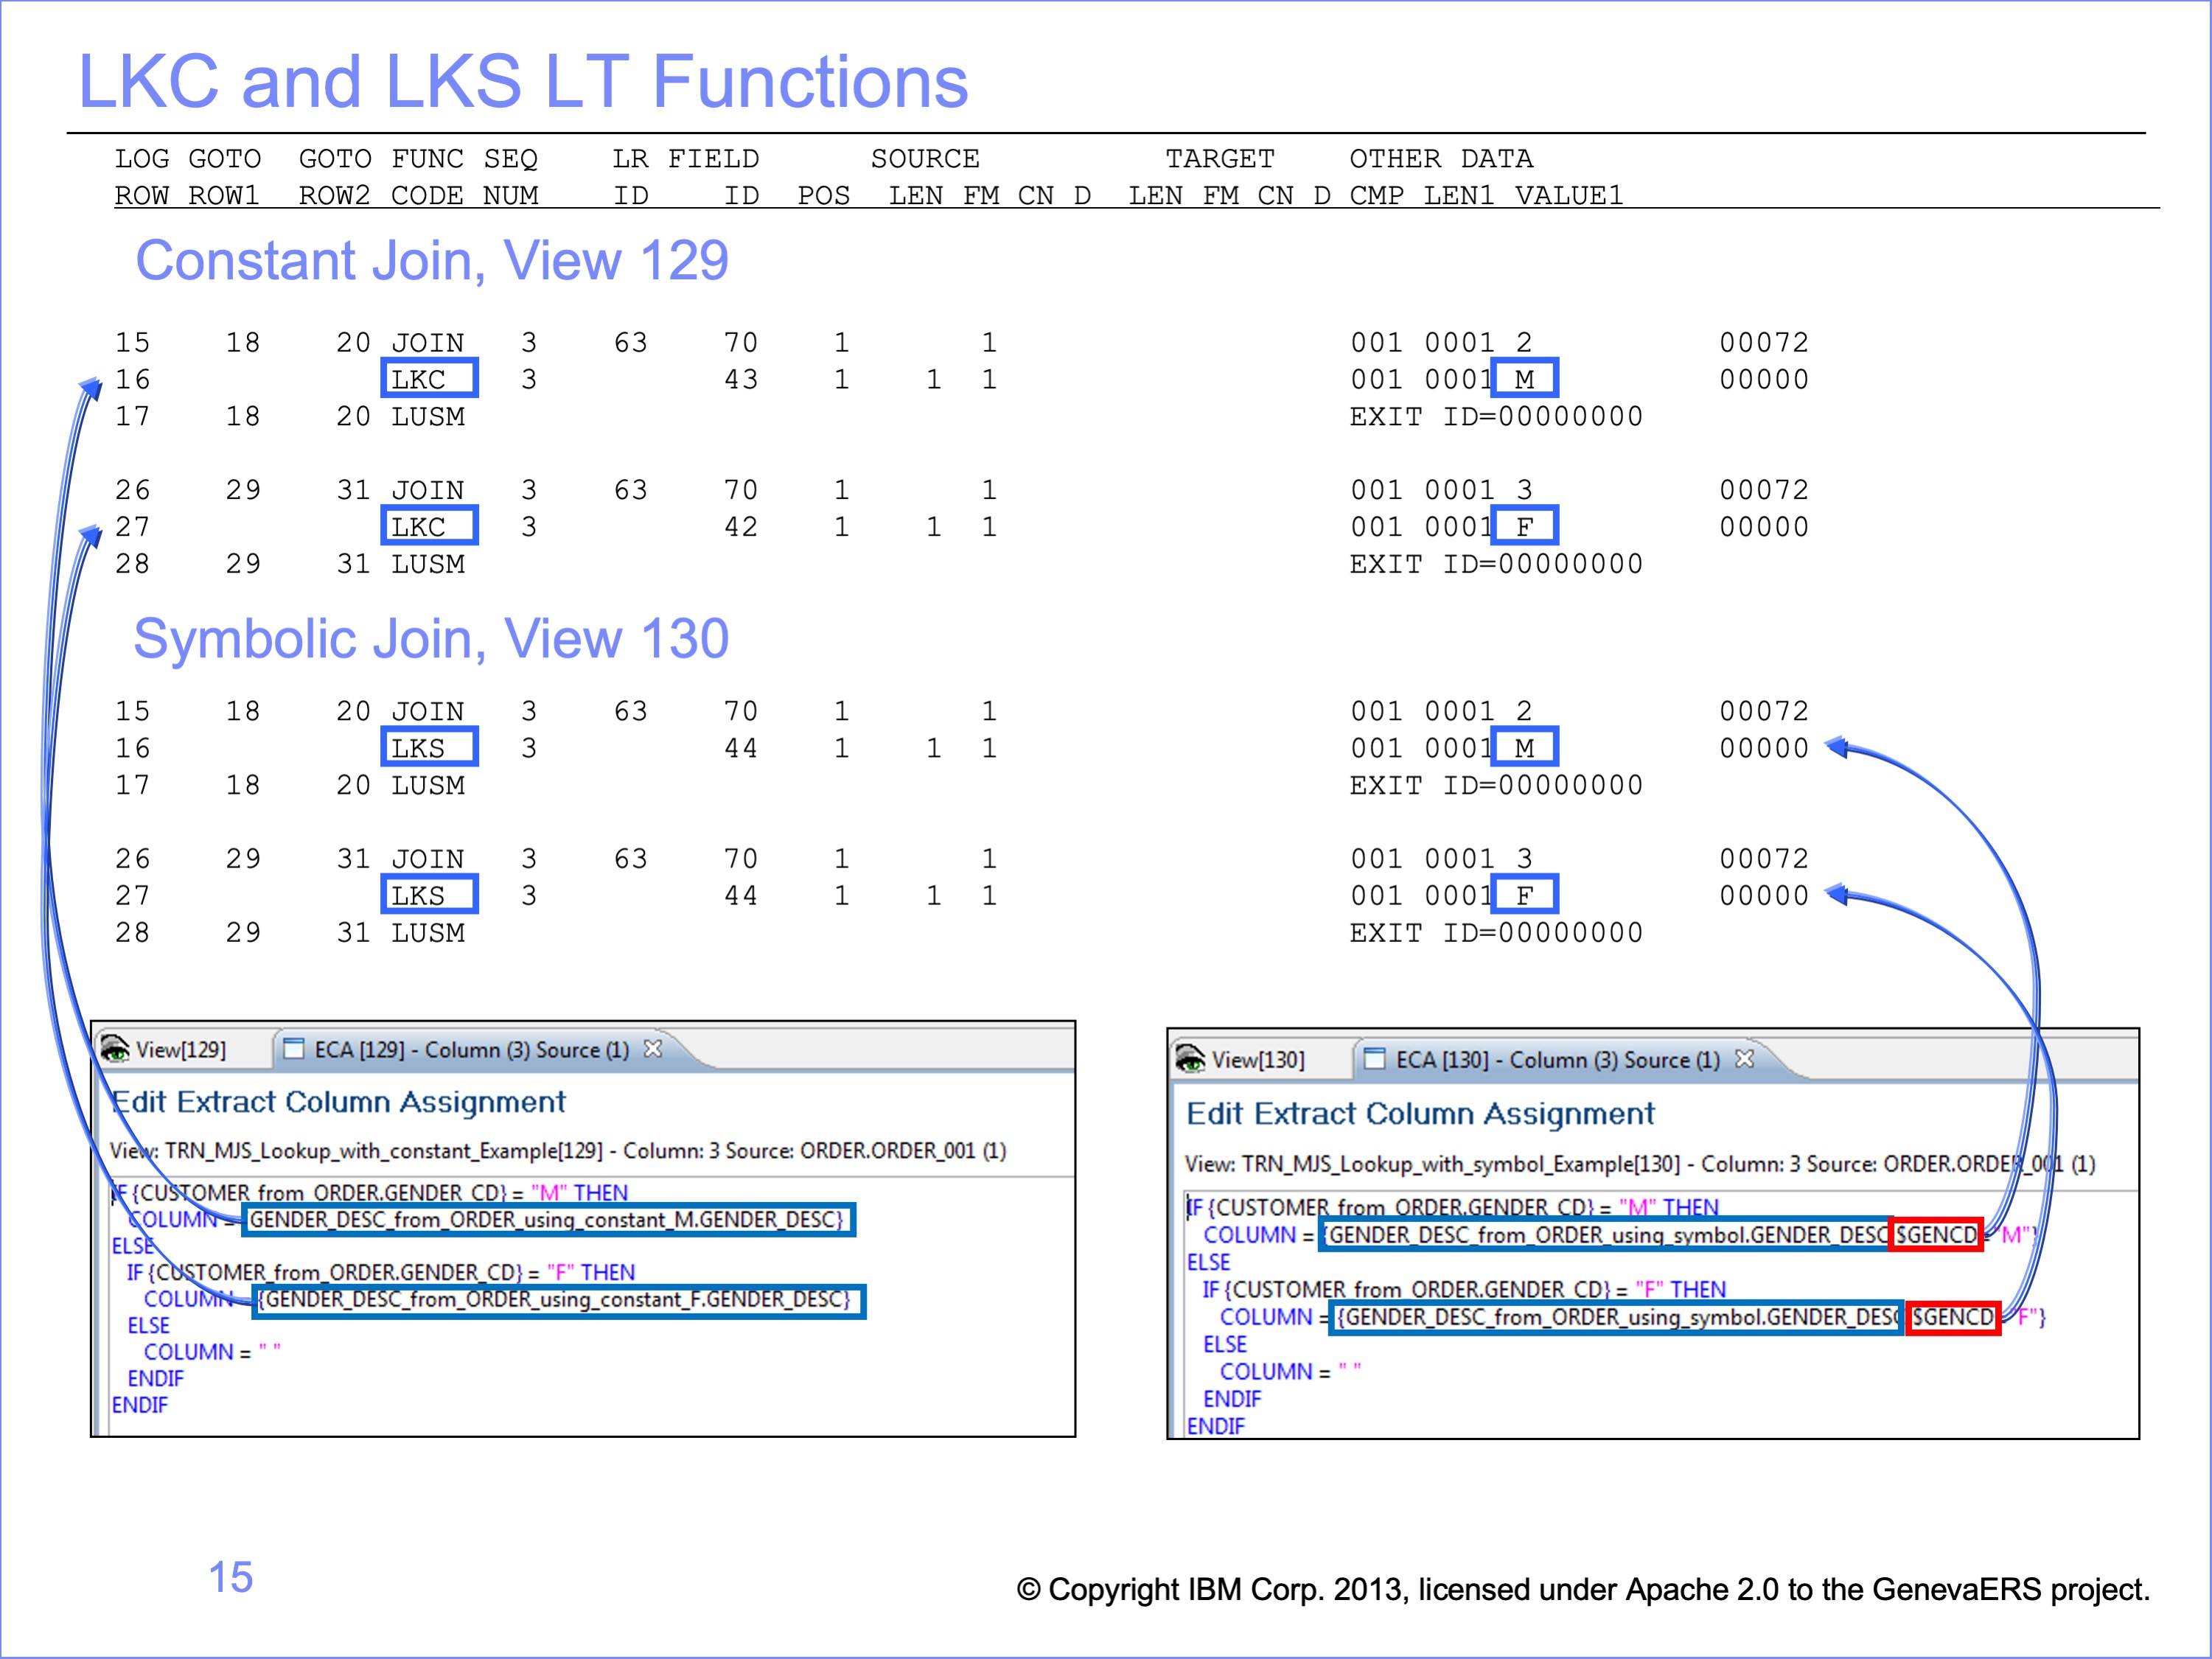 LKC and LKS LT Functions
LOG GOTO GOTO FUNC SEQ LR FIELD SOURCE TARGET OTHER DATA
ROW ROW1 ROW2 CODE NUM ID ID POS LEN FM CN D LEN FM CN D CMP LEN1 VALUE1
Constant Join, View 129
15 18 20 JOIN 3 63 70 1 1 001 0001 2 00072
16 LKC 3 43 1 1 1 001 0001 M 00000
17 18 20 LUSM EXIT ID=00000000
26 29 31 JOIN 3 63 70 1 1 001 0001 3 00072
27 LKC 3 42 1 1 1 001 0001 F 00000
28 29 31 LUSM EXIT ID=00000000
Symbolic Join, View 130
15 18 20 JOIN 3 63 70 1 1 001 0001 2 00072
16 LKS 3 44 1 1 1 001 0001 M 00000
17 18 20 LUSM EXIT ID=00000000
26 29 31 JOIN 3 63 70 1 1 001 0001 3 00072
27 LKS 3 44 1 1 1 001 0001 F 00000
28 29 31 LUSM EXIT ID=00000000
View[129] ECA [129] - Column (3) Source (1)
Edit Extract Column Assignment
View: TRN_MJS_Lookup_with_constant_Example[129] - Column: 3 Source: ORDER.ORDER_001 (1)
IF {CUSTOMER_from_ORDER.GENDER_CD} = "M" THEN
COLUMN = GENDER_DESC_from_ORDER_using_constant_M.GENDER_DESC}
ELSE
IF {CUSTOMER_from_ORDER.GENDER_CD} = "F" THEN
COLUMN {GENDER_DESC_from_ORDER_using_constant_F.GENDER_DESC}
ELSE
COLUMN = " "
ENDIF
ENDIF
View[130] ECA [130] - Column (3) Source (1)
Edit Extract Column Assignment
View: TRN_MJS_Lookup_with_symbol_Example[130] - Column: 3 Source: ORDER.ORDER_001 (1)
IF {CUSTOMER_from_ORDER.GENDER_CD} = "M" THEN
COLUMN = {GENDER_DESC_from_ORDER_using_symbol.GENDER_DESC $GENCD = "M"}
ELSE
IF {CUSTOMER_from_ORDER.GENDER_CD} = "F" THEN
COLUMN = {GENDER_DESC_from_ORDER_using_symbol.GENDER_DESC $GENCD = "F"}
ELSE
COLUMN = " "
ENDIF
ENDIF
15
© Copyright IBM Corp. 2013, licensed under Apache 2.0 to the GenevaERS project.